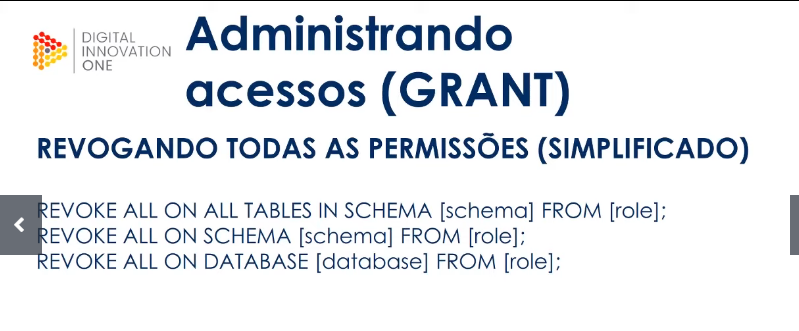 DIGITAL
INNOVATION
ONE
Administrando
acessos (GRANT)
REVOGANDO TODAS AS PERMISSÕES (SIMPLIFICADO)
REVOKE ALL ON ALL TABLES IN SCHEMA [schema] FROM [role];
REVOKE ALL ON SCHEMA [schema] FROM [role];
REVOKE ALL ON DATABASE [database] FROM [role];